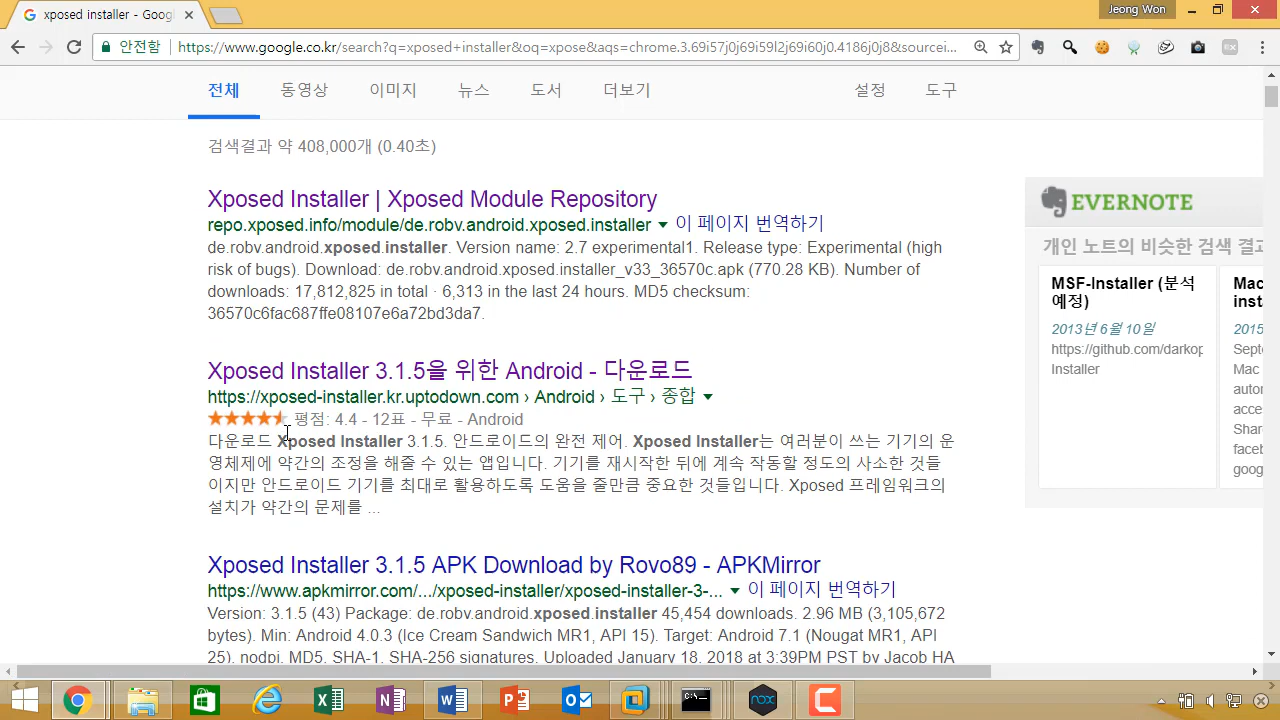 xposed installer - Goog
Jeong Won
안전함
https://www.google.co.kr/search?q=xposed+installer&oq=xpose&aqs=chrome.3.69i57j0j69i59l2j69i60j0.4186j0j8&sourcei...
전체 동영상 이미지 뉴스 도서 더보기 설정 도구
검색결과 약 408,000개 (0.40초)
Xposed Installer | Xposed Module Repository
repo.xposed.info/module/de.robv.android.xposed.installer 이 페이지 번역하기
de.robv.android.xposed.installer. Version name: 2.7 experimental1. Release type: Experimental (high
risk of bugs). Download: de.robv.android.xposed.installer_v33_36570c.apk (770.28 KB). Number of
downloads: 17,812,825 in total · 6,313 in the last 24 hours. MD5 checksum:
36570c6fac687ffe08107e6a72bd3da7.
Xposed Installer 3.1.5을 위한 Android - 다운로드
https://xposed-installer.kr.uptodown.com › Android › 도구 › 종합
평점: 4.4 - 12표 - 무료 - Android
다운로드 Xposed Installer 3.1.5. 안드로이드의 완전 제어. Xposed Installer는 여러분이 쓰는 기기의 운
영체제에 약간의 조정을 해줄 수 있는 앱입니다. 기기를 재시작한 뒤에 계속 작동할 정도의 사소한 것들
이지만 안드로이드 기기를 최대로 활용하도록 도움을 줄만큼 중요한 것들입니다. Xposed 프레임워크의
설치가 약간의 문제를 ...
Xposed Installer 3.1.5 APK Download by Rovo89 - APKMirror
https://www.apkmirror.com/.../xposed-installer/xposed-installer-3-... 이 페이지 번역하기
Version: 3.1.5 (43) Package: de.robv.android.xposed.installer 45,454 downloads. 2.96 MB (3,105,672
bytes). Min: Android 4.0.3 (Ice Cream Sandwich MR1, API 15). Target: Android 7.1 (Nougat MR1, API
25). nodpi. MD5, SHA-1, SHA-256 signatures. Uploaded January 18, 2018 at 3:39PM PST by Jacob HA
EVERNOTE
개인 노트의 비슷한 검색 결과
MSF-Installer (분석
예정)
2013년 6월 10일
https://github.com/darkop
Installer
Mac
inst
2015
Septe
Mac
autor
acce
Share
faceb
goog
nox